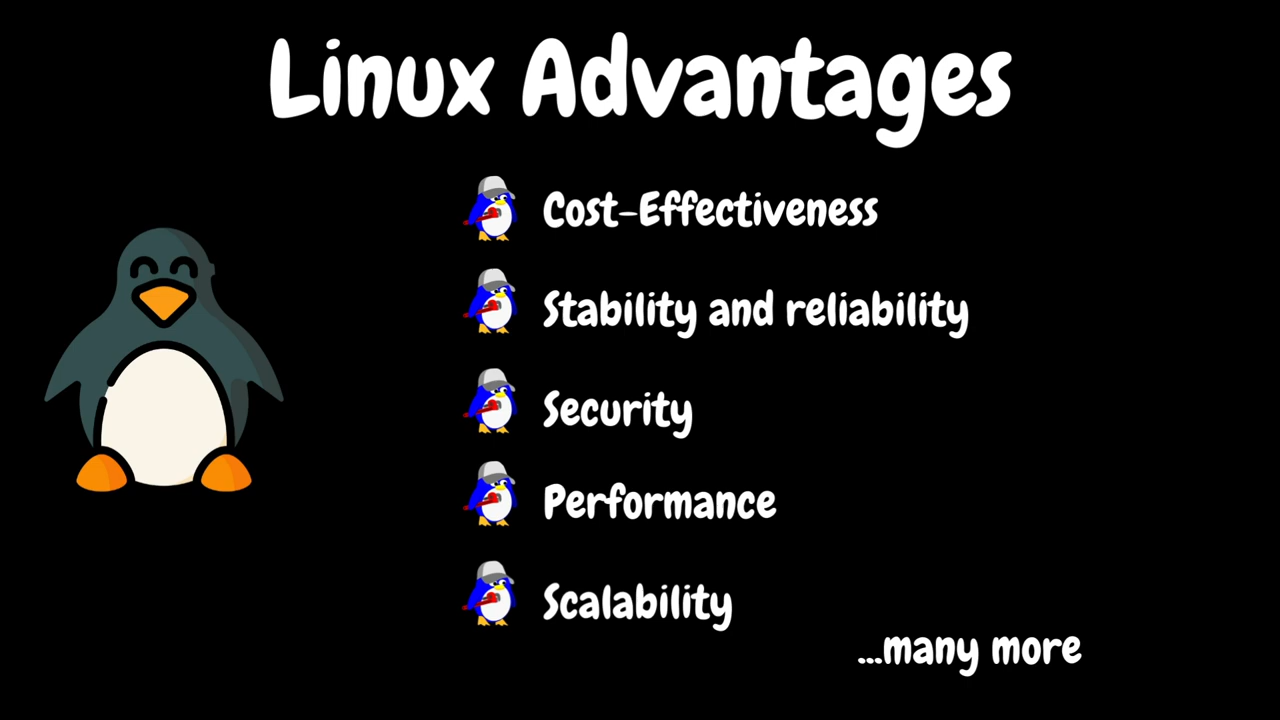 Linux Advantages
Cost-Effectiveness
Stability and reliability
Security
Performance
Scalability
...many more